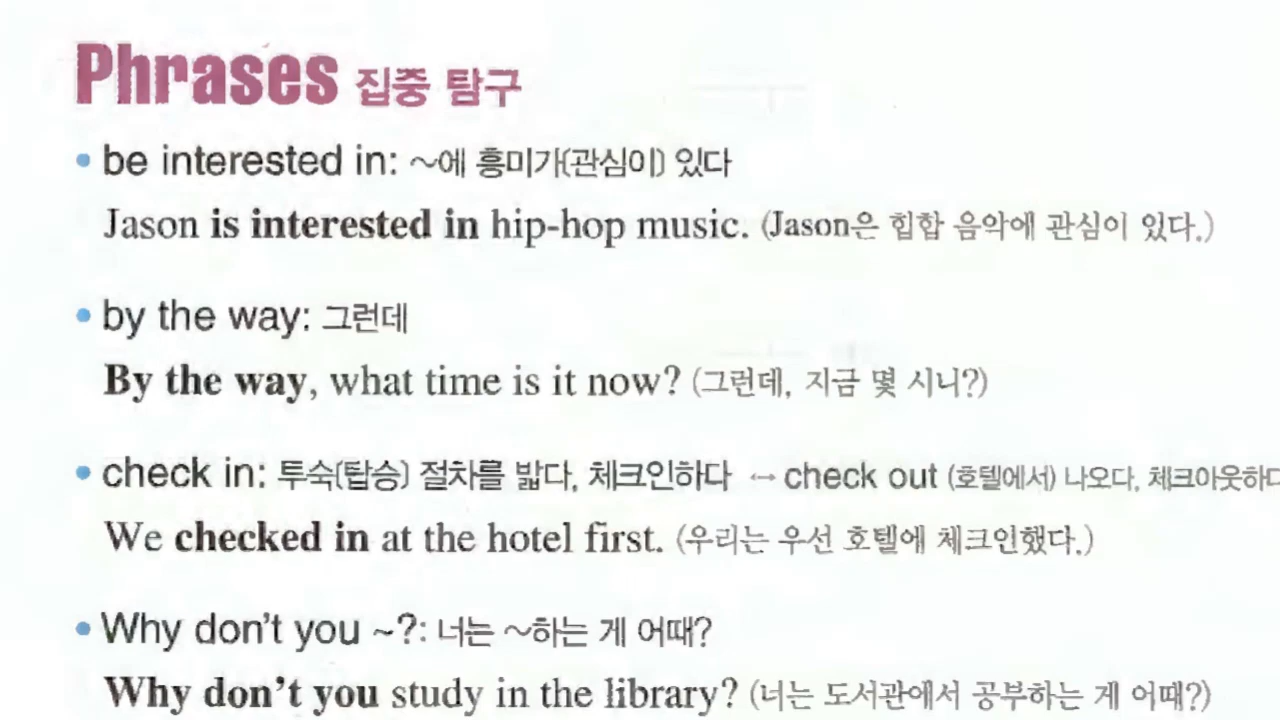 Phrases 집중 탐구
• be interested in: ~에 흥미가(관심이) 있다
Jason is interested in hip-hop music. (Jason은 힙합 음악에 관심이 있다.)
• by the way: 그런데
By the way, what time is it now? (그런데, 지금 몇 시니?)
• check in: 투숙(탑승) 절차를 밟다, 체크인하다 ↔ check out (호텔에서) 나오다, 체크아웃하다
We checked in at the hotel first. (우리는 우선 호텔에 체크인했다.)
• Why don't you ~?: 너는 ~하는 게 어때?
Why don't you study in the library? (너는 도서관에서 공부하는 게 어때?)